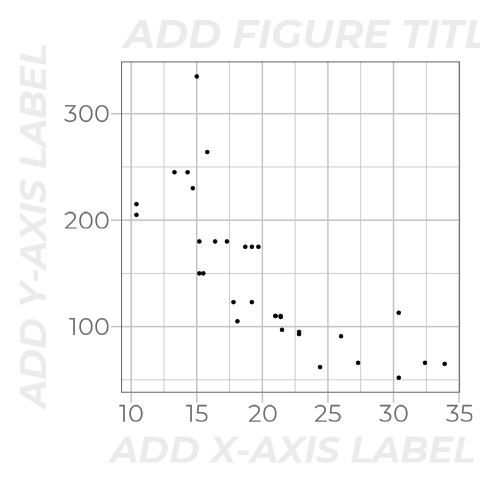 ADD FIGURE TITL
ADD Y-AXIS LABEL
300
200
100
10 15 20 25 30 35
ADD X-AXIS LABEL